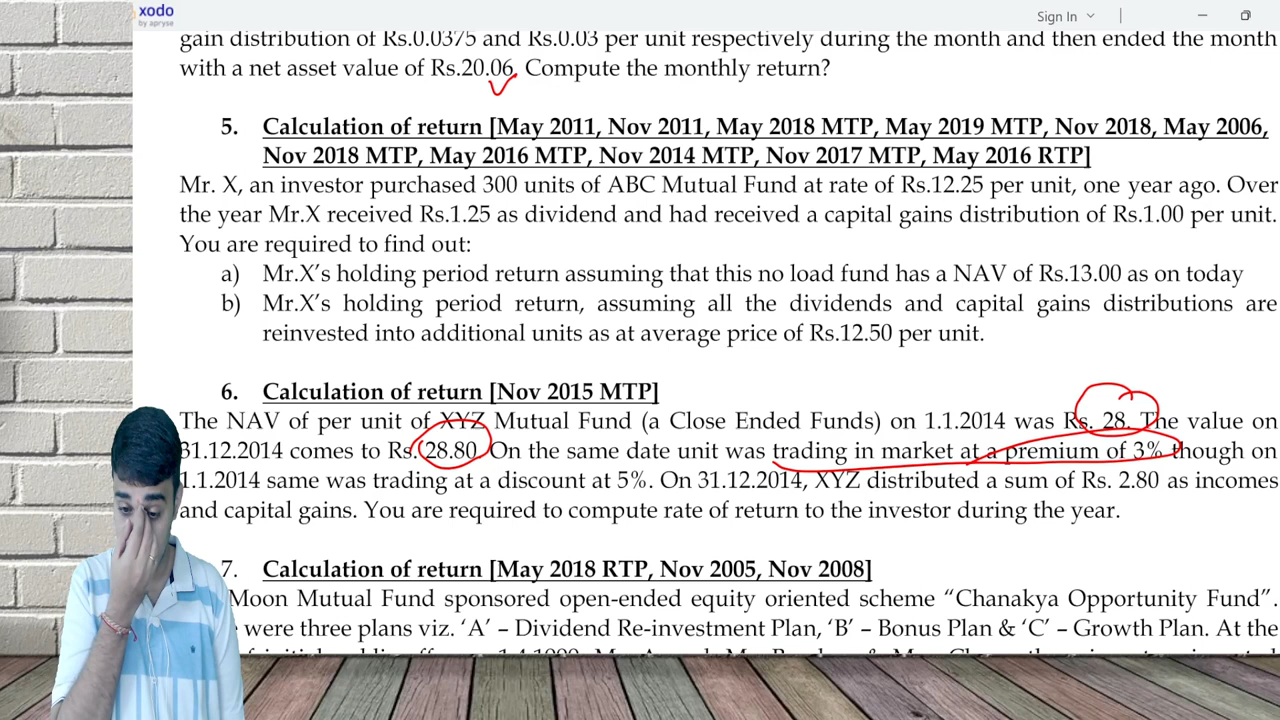 xodo
by apryse
Sign In
gain distribution of Rs.0.0375 and Rs.0.03 per unit respectively during the month and then ended the month
with a net asset value of Rs.20.06. Compute the monthly return?
5. Calculation of return [May 2011, Nov 2011, May 2018 MTP, May 2019 MTP, Nov 2018, May 2006,
Nov 2018 MTP, May 2016 MTP, Nov 2014 MTP, Nov 2017 MTP, May 2016 RTP]
Mr. X, an investor purchased 300 units of ABC Mutual Fund at rate of Rs.12.25 per unit, one year ago. Over
the year Mr.X received Rs.1.25 as dividend and had received a capital gains distribution of Rs.1.00 per unit.
You are required to find out:
a) Mr.X's holding period return assuming that this no load fund has a NAV of Rs.13.00 as on today
b) Mr.X's holding period return, assuming all the dividends and capital gains distributions are
reinvested into additional units as at average price of Rs.12.50 per unit.
6. Calculation of return [Nov 2015 MTP]
The NAV of per unit of XYZ Mutual Fund (a Close Ended Funds) on 1.1.2014 was Rs. 28. The value on
31.12.2014 comes to Rs. 28.80 On the same date unit was trading in market at a premium of 3% though on
1.1.2014 same was trading at a discount at 5%. On 31.12.2014, XYZ distributed a sum of Rs. 2.80 as incomes
and capital gains. You are required to compute rate of return to the investor during the year.
7. Calculation of return [May 2018 RTP, Nov 2005, Nov 2008]
Moon Mutual Fund sponsored open-ended equity oriented scheme "Chanakya Opportunity Fund".
were three plans viz. 'A' – Dividend Re-investment Plan, 'B' – Bonus Plan & 'C' – Growth Plan. At the